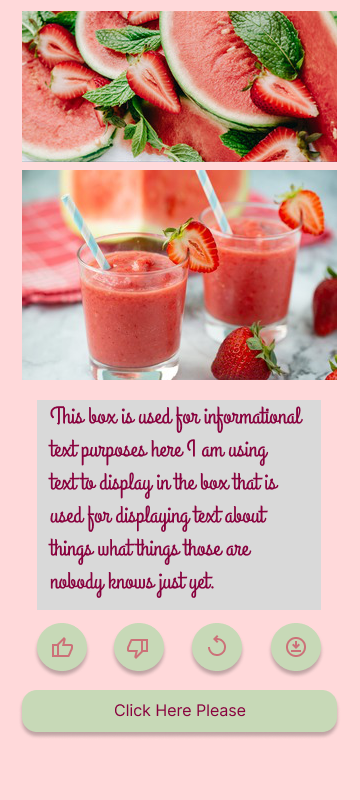 This box is used for informational
text purposes here I am using
text to display in the box that is
used for displaying text about
things what things those are
nobody knows just yet.
Click Here Please